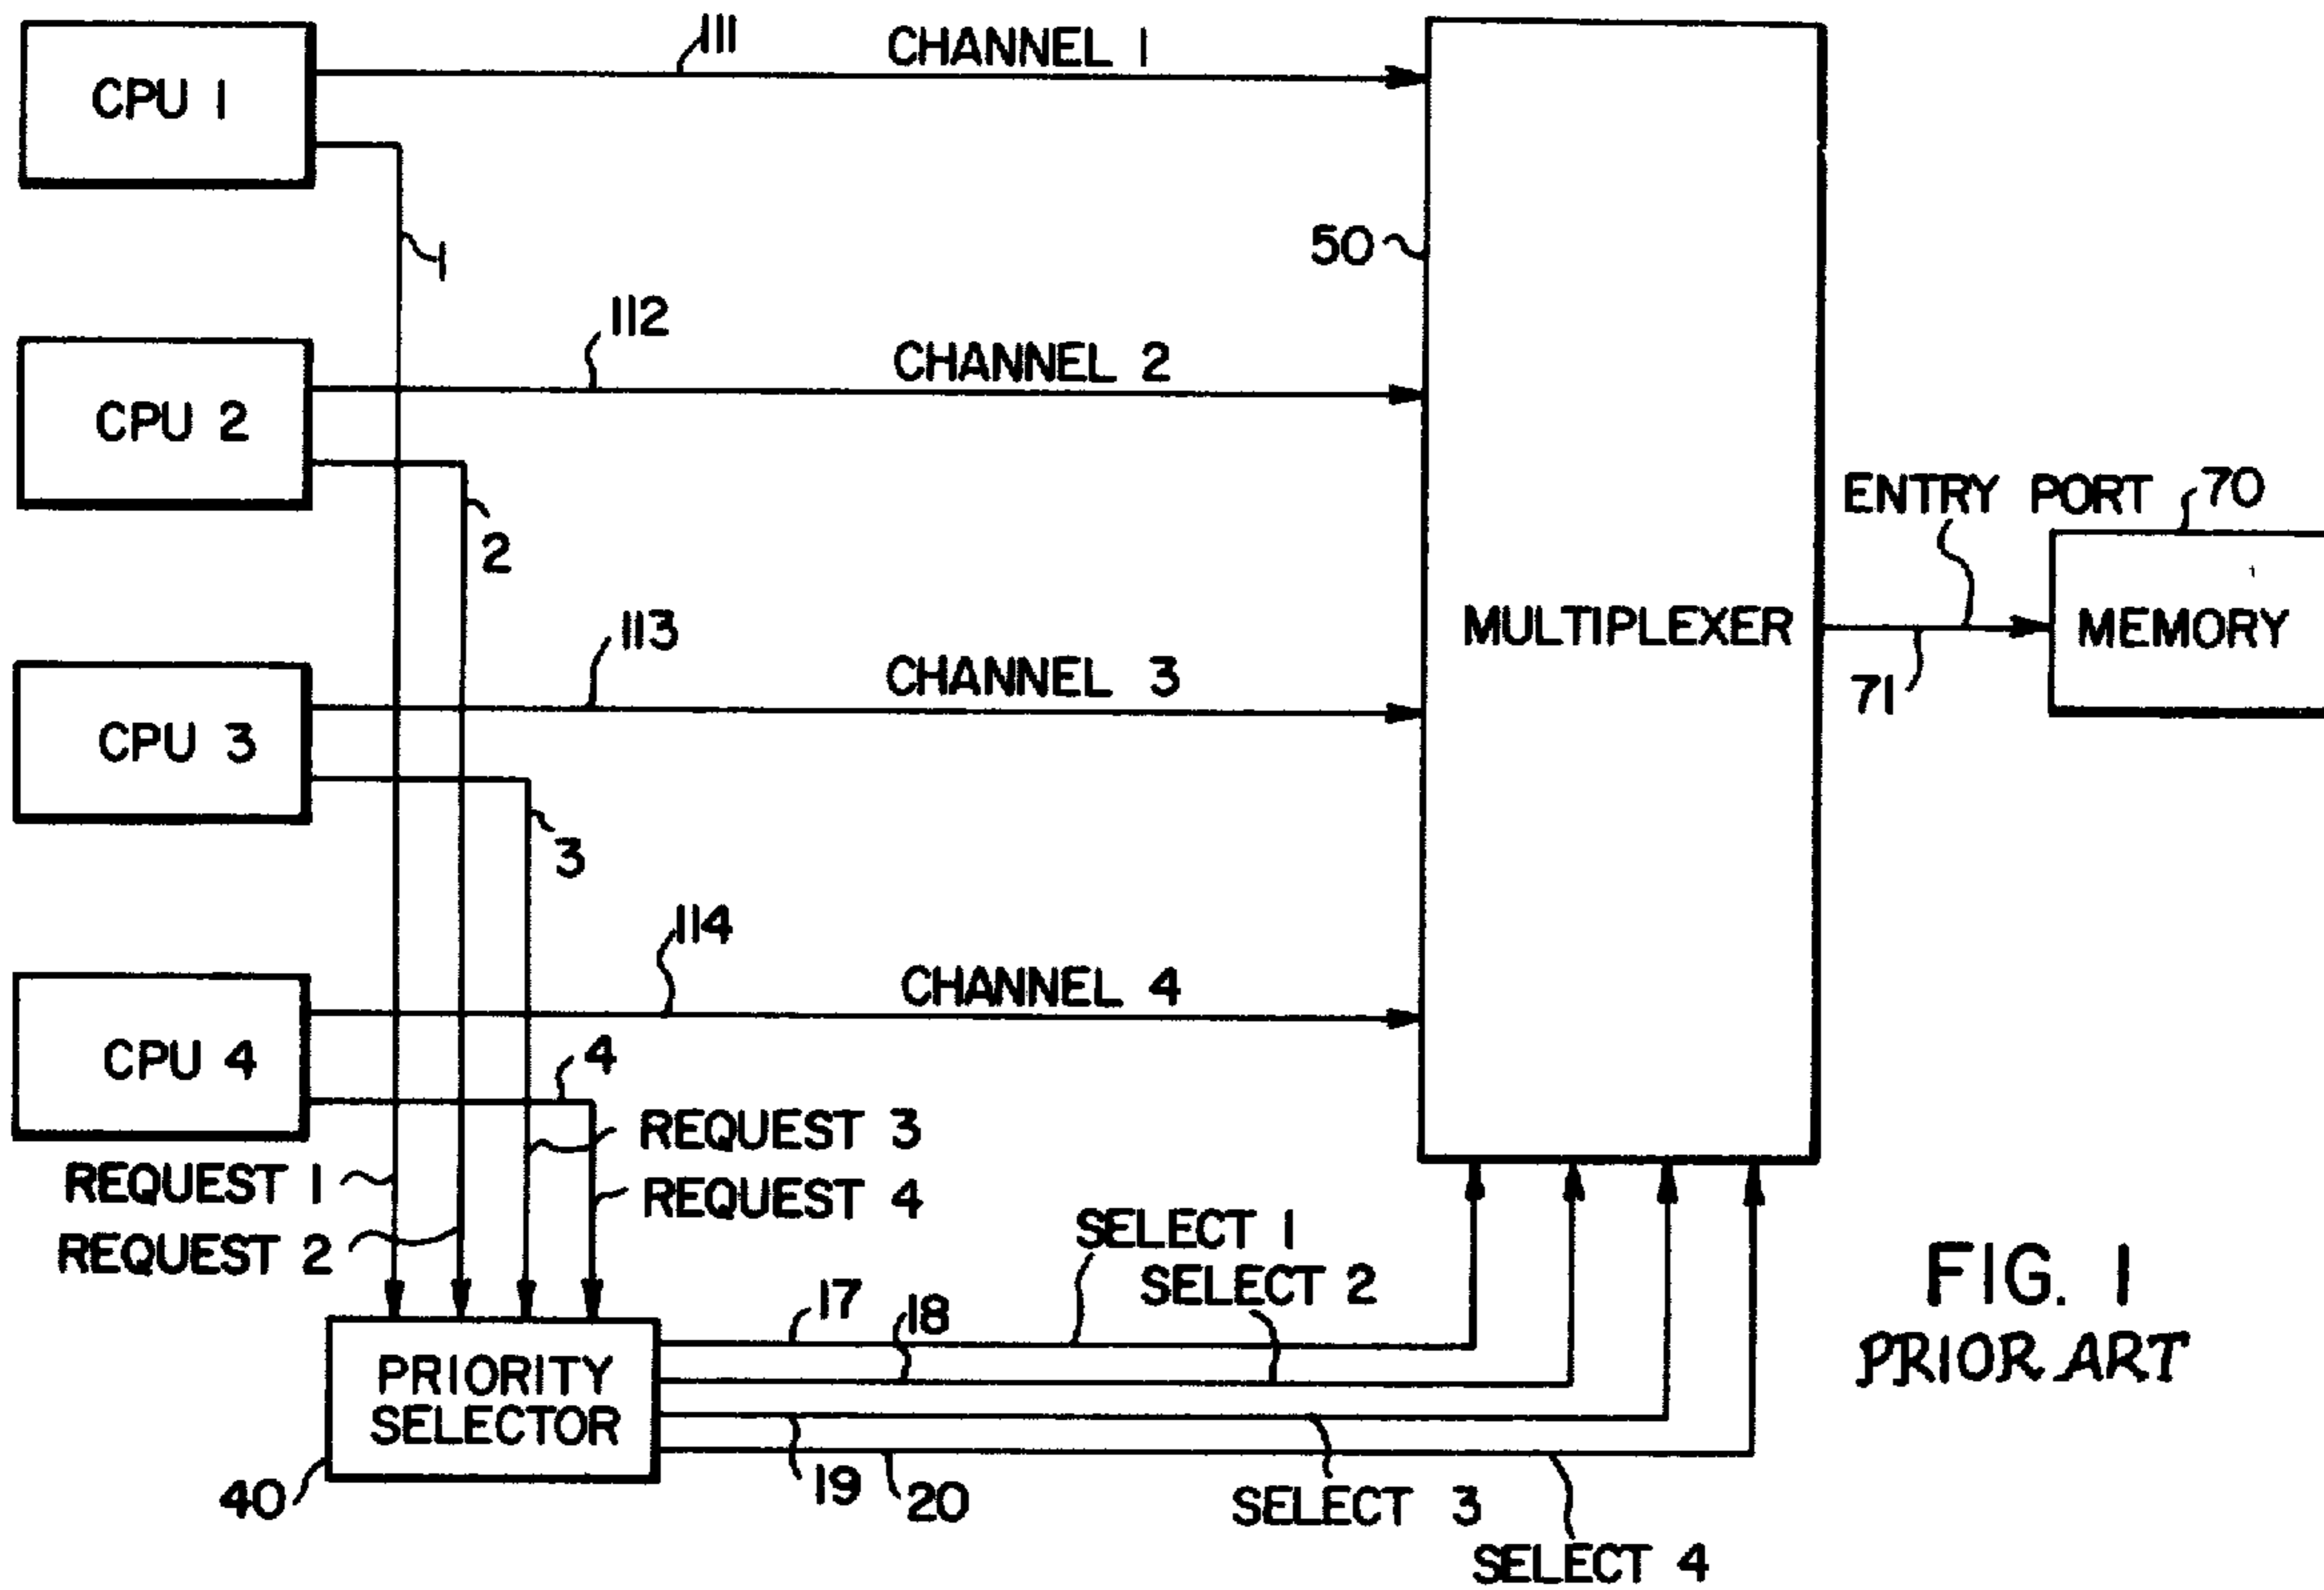 111
CHANNEL 1
CPU 1
1
50
112
CHANNEL 2
CPU 2
2
ENTRY PORT
70
113
CHANNEL 3
MULTIPLEXER
MEMORY
71
CPU 3
3
114
CHANNEL 4
CPU 4
4
REQUEST 3
REQUEST 1
REQUEST 4
REQUEST 2
SELECT 1
SELECT 2
17
18
FIG. 1
PRIOR ART
PRIORITY
SELECTOR
40
19
20
SELECT 3
SELECT 4